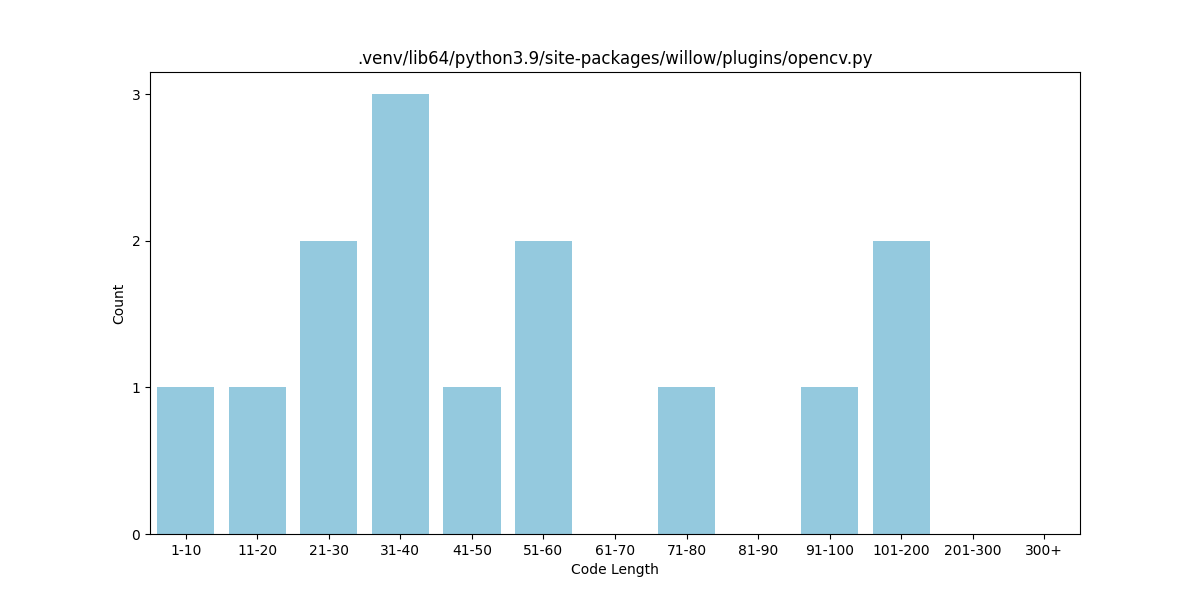 .venv/lib64/python3.9/site-packages/willow/plugins/opencv.py
3
2
1
0
Count
1-10 11-20 21-30 31-40 41-50 51-60 61-70 71-80 81-90 91-100 101-200 201-300 300+
Code Length